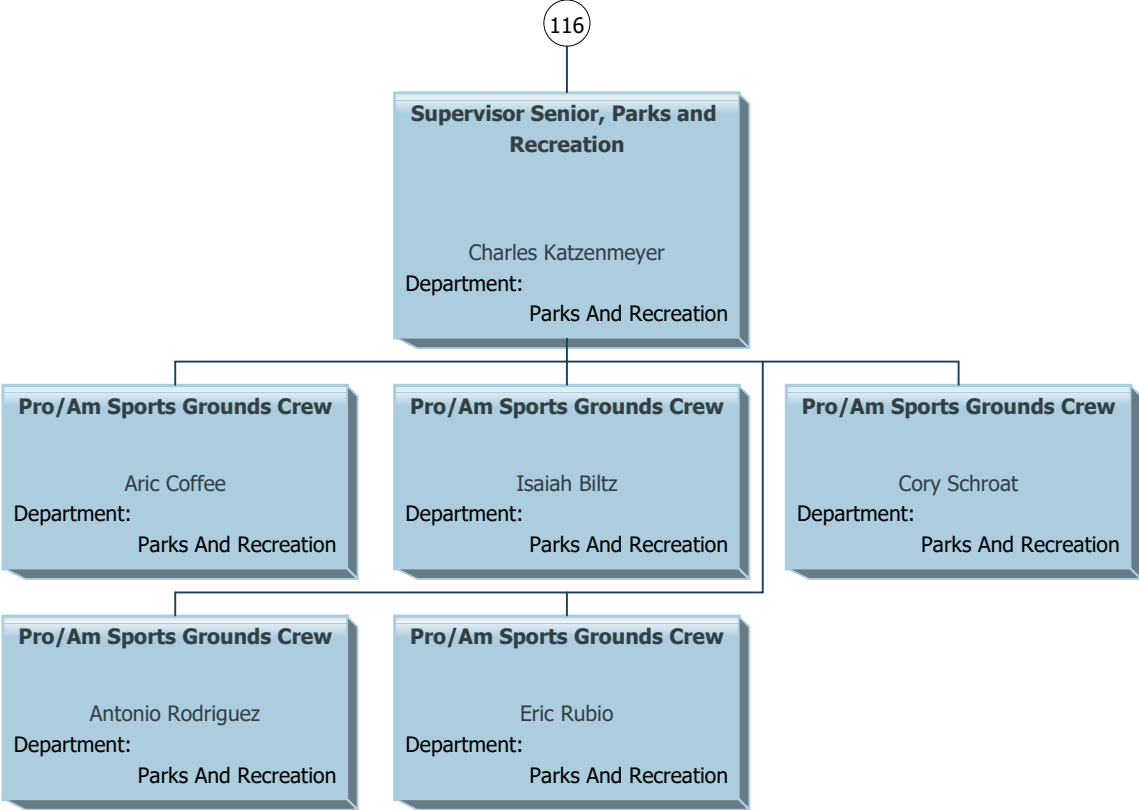 116
Supervisor Senior, Parks and
Recreation
Charles Katzenmeyer
Department:
Parks And Recreation
Pro/Am Sports Grounds Crew
Aric Coffee
Department:
Parks And Recreation
Pro/Am Sports Grounds Crew
Isaiah Biltz
Department:
Parks And Recreation
Pro/Am Sports Grounds Crew
Cory Schroat
Department:
Parks And Recreation
Pro/Am Sports Grounds Crew
Antonio Rodriguez
Department:
Parks And Recreation
Pro/Am Sports Grounds Crew
Eric Rubio
Department:
Parks And Recreation